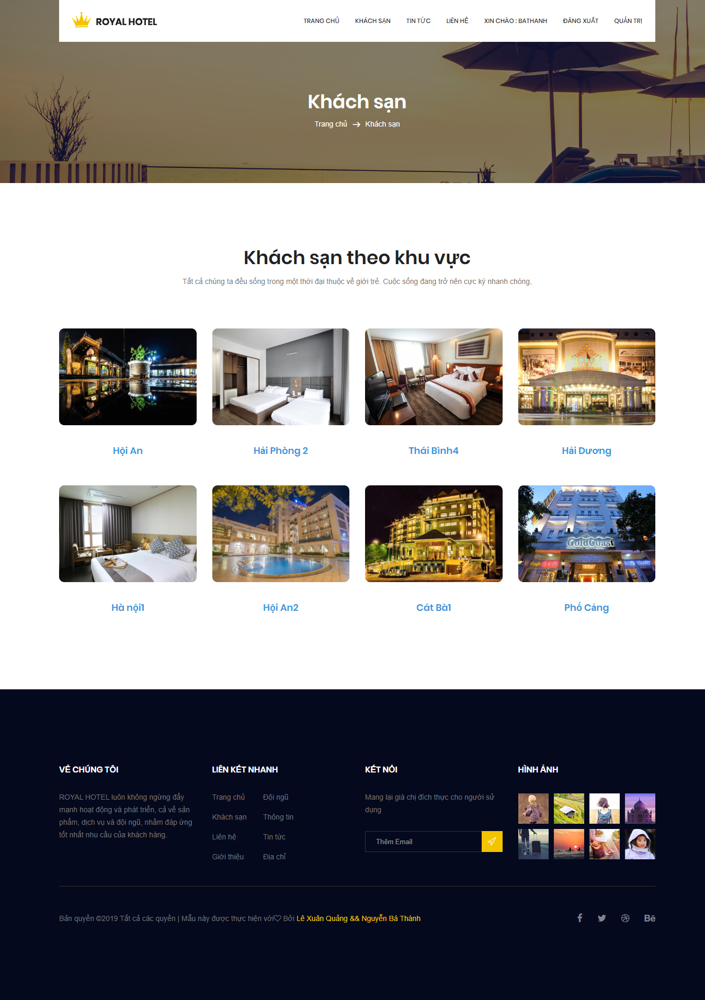 ROYAL HOTEL
TRANG CHỦ KHÁCH SẠN TIN TỨC LIÊN HỆ XIN CHÀO : BATHANH ĐĂNG XUẤT QUẢN TRỊ
Khách sạn
Trang chủ → Khách sạn
Khách sạn theo khu vực
Tất cả chúng ta đều sống trong một thời đại thuộc về giới trẻ. Cuộc sống đang trở nên cực kỳ nhanh chóng,
GoldCoast
Hội An Hải Phòng 2 Thái Bình4 Hải Dương
Hà nội1 Hội An2 Cát Bà1 Phố Cảng
VỀ CHÚNG TÔI
ROYAL HOTEL luôn không ngừng đẩy
mạnh hoạt động và phát triển, cả về sản
phẩm, dịch vụ và đội ngũ, nhằm đáp ứng
tốt nhất nhu cầu của khách hàng.
LIÊN KẾT NHANH
Trang chủ Đội ngũ
Khách sạn Thông tin
Liên hệ Tin tức
Giới thiệu Địa chỉ
KẾT NỐI
Mang lại giá chị đích thực cho người sử
dụng
Thêm Email
HÌNH ẢNH
Bản quyền ©2019 Tất cả các quyền | Mẫu này được thực hiện với♡ Bởi Lê Xuân Quảng && Nguyễn Bá Thành